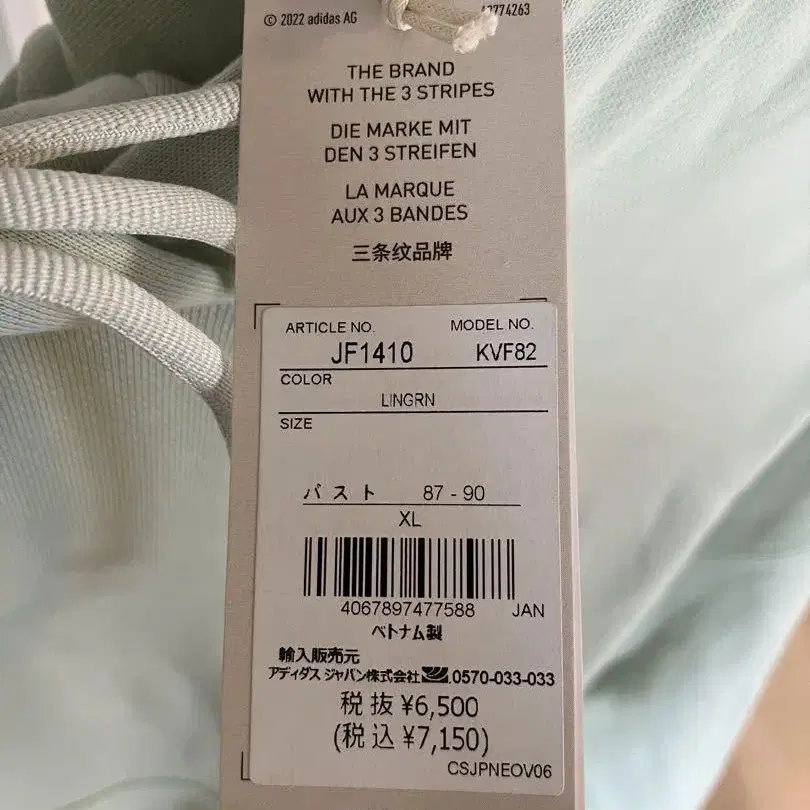 © 2022 adidas AG
THE BRAND
WITH THE 3 STRIPES
DIE MARKE MIT
DEN 3 STREIFEN
LA MARQUE
AUX 3 BANDES
三条纹品牌
ARTICLE NO. MODEL NO.
JF1410 KVF82
COLOR
LINGRN
SIZE
バスト 87 - 90
XL
4067897477588 JAN
ベトナム製
輸入販売元
アディダス ジャパン株式会社 .0570-033-033
税抜 ¥6,500
(税込 ¥7,150)
CSJPNEOV06